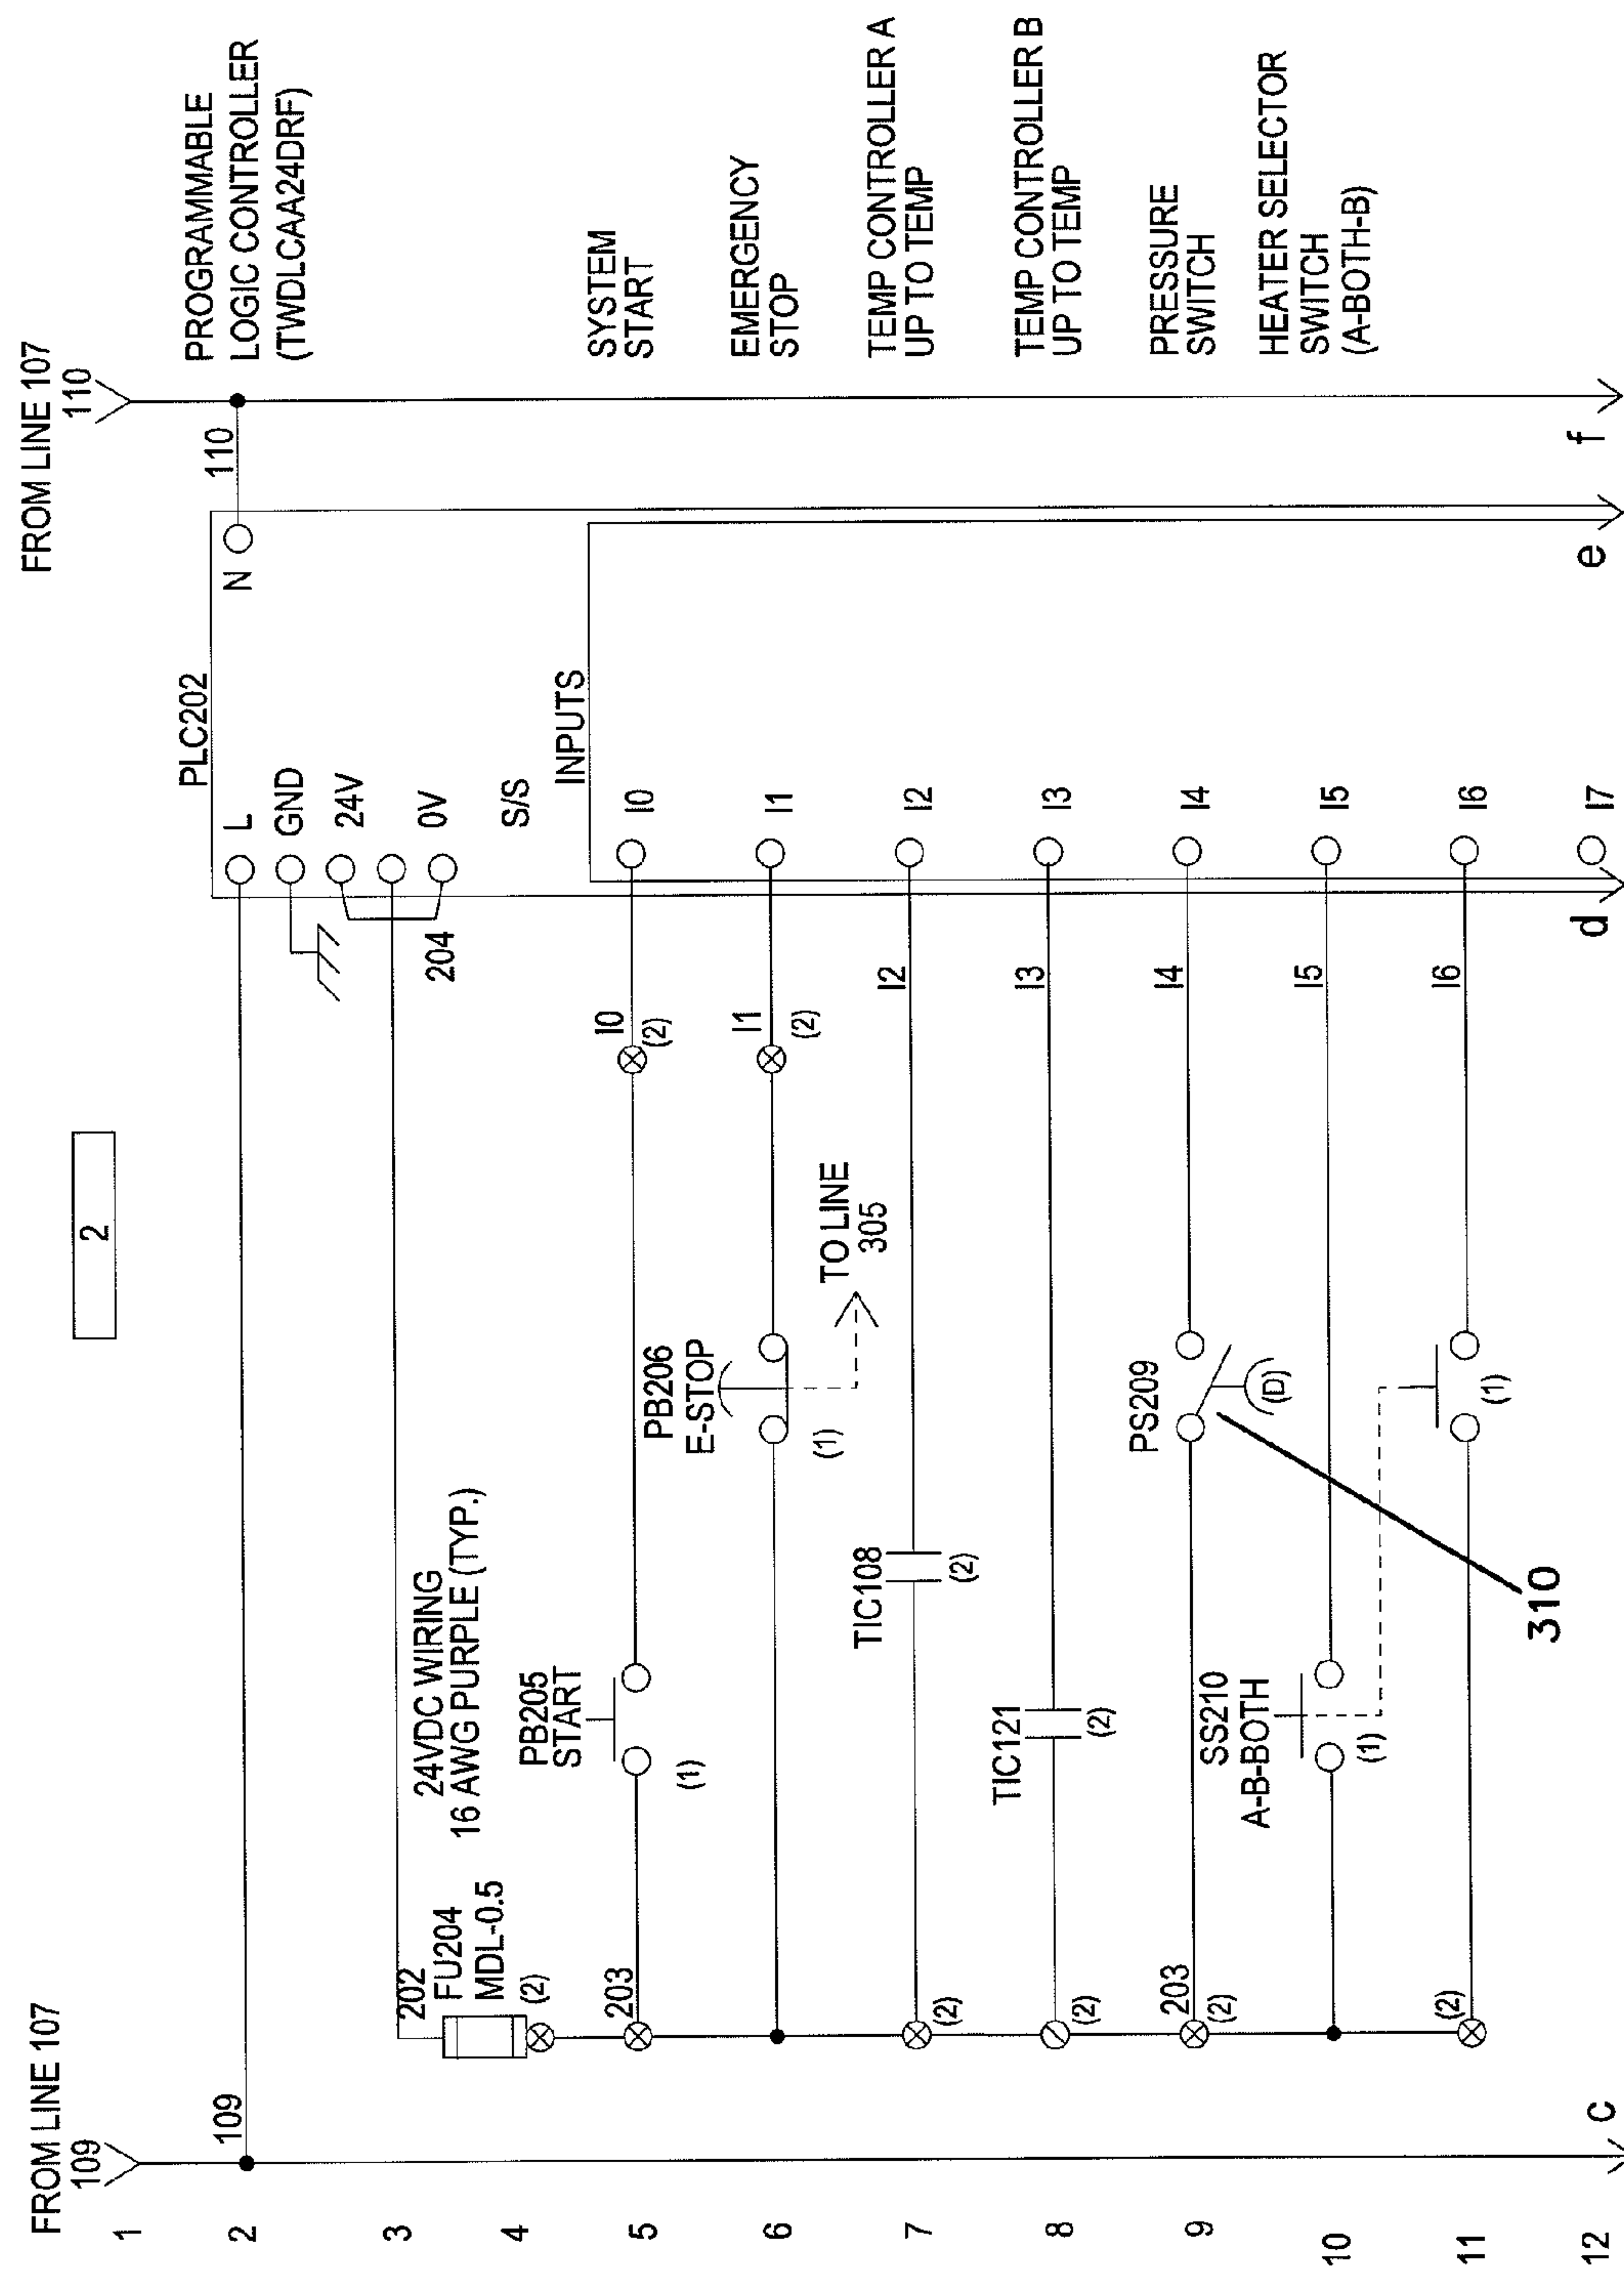 2
FROM LINE 107
109
FROM LINE 107
110
1
2
109
L
PLC202
N
110
PROGRAMMABLE
LOGIC CONTROLLER
(TWDLCAA24DRF)
GND
24V
3
202
0V
204
FU204
MDL-0.5
(2)
24VDC WIRING
16 AWG PURPLE (TYP.)
4
S/S
INPUTS
5
203
PB205
START
(1)
I0
(2)
I0
SYSTEM
START
6
PB206
E-STOP
(1)
TO LINE
305
I1
(2)
I1
EMERGENCY
STOP
7
(2)
TIC108
(2)
I2
I2
TEMP CONTROLLER A
UP TO TEMP
8
(2)
TIC121
(2)
I3
I3
TEMP CONTROLLER B
UP TO TEMP
9
203
(2)
PS209
(D)
I4
I4
PRESSURE
SWITCH
10
SS210
A-B-BOTH
(1)
I5
I5
HEATER SELECTOR
SWITCH
(A-BOTH-B)
11
(2)
(1)
I6
I6
310
12
I7
c
d
e
f